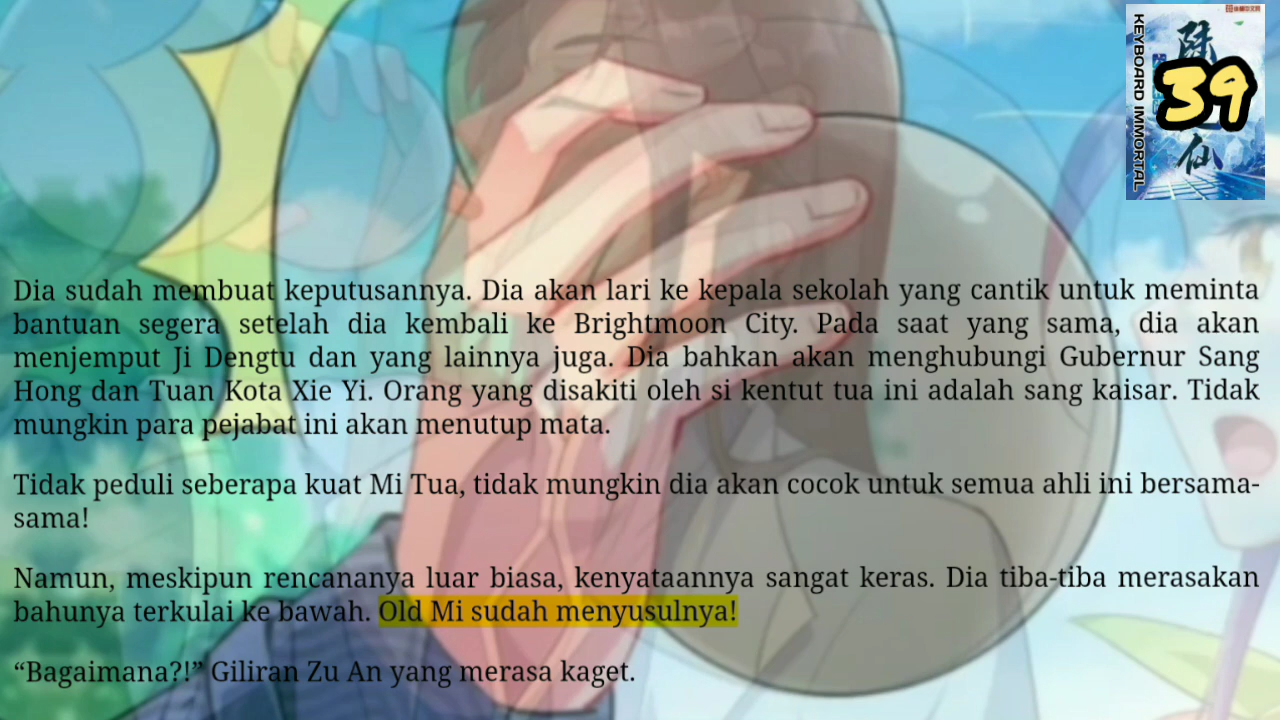 陆
仙
KEYBOARD IMMORTAL
39
Dia sudah membuat keputusannya. Dia akan lari ke kepala sekolah yang cantik untuk meminta
bantuan segera setelah dia kembali ke Brightmoon City. Pada saat yang sama, dia akan
menjemput Ji Dengtu dan yang lainnya juga. Dia bahkan akan menghubungi Gubernur Sang
Hong dan Tuan Kota Xie Yi. Orang yang disakiti oleh si kentut tua ini adalah sang kaisar. Tidak
mungkin para pejabat ini akan menutup mata.
Tidak peduli seberapa kuat Mi Tua, tidak mungkin dia akan cocok untuk semua ahli ini bersama-
sama!
Namun, meskipun rencananya luar biasa, kenyataannya sangat keras. Dia tiba-tiba merasakan
bahunya terkulai ke bawah. Old Mi sudah menyusulnya!
“Bagaimana?!” Giliran Zu An yang merasa kaget.